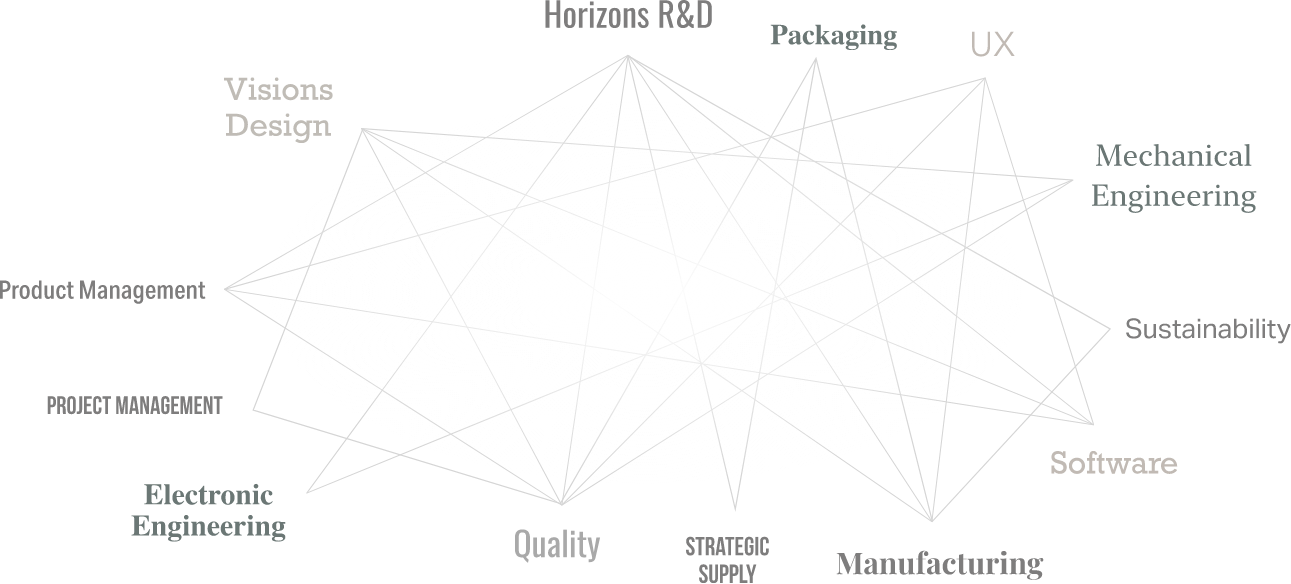 Horizons R&D
Packaging
UX
Visions
Design
Mechanical
Engineering
Product Management
Sustainability
PROJECT MANAGEMENT
Software
Electronic
Engineering
Quality
STRATEGIC
SUPPLY
Manufacturing